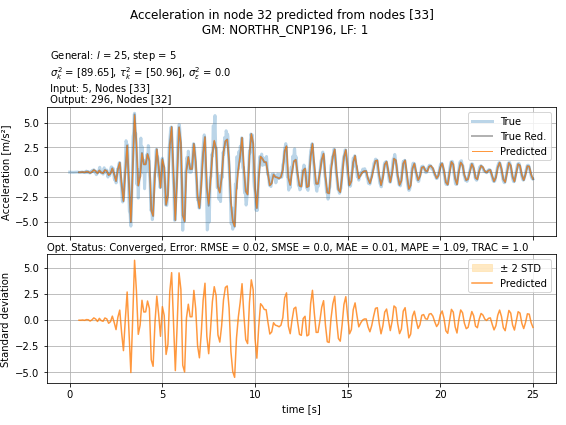 Acceleration in node 32 predicted from nodes [33]
GM: NORTHR_CNP196, LF: 1
General: l = 25, step = 5
σ²ₖ = [89.65], τ²ₖ = [50.96], σ²ε = 0.0
Input: 5, Nodes [33]
Output: 296, Nodes [32]
Acceleration [m/s²]
5.0
2.5
0.0
−2.5
−5.0
True
True Red.
Predicted
Opt. Status: Converged, Error: RMSE = 0.02, SMSE = 0.0, MAE = 0.01, MAPE = 1.09, TRAC = 1.0
Standard deviation
5.0
2.5
0.0
−2.5
−5.0
± 2 STD
Predicted
0 5 10 15 20 25
time [s]